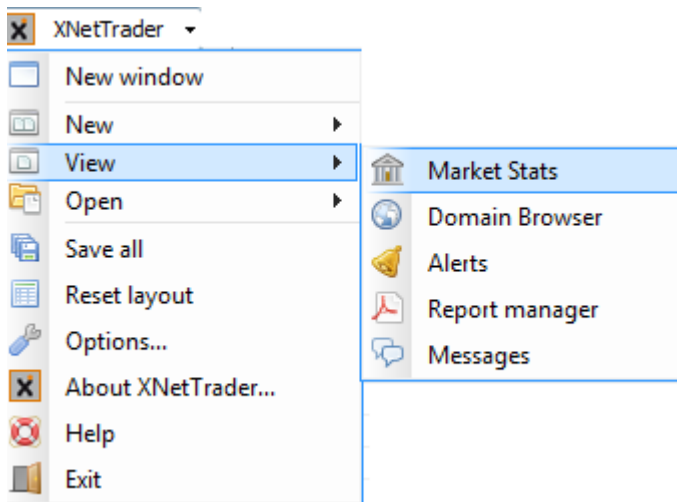 XNetTrader
New window
New
View
Open
Save all
Reset layout
Options...
About XNetTrader...
Help
Exit
Market Stats
Domain Browser
Alerts
Report manager
Messages